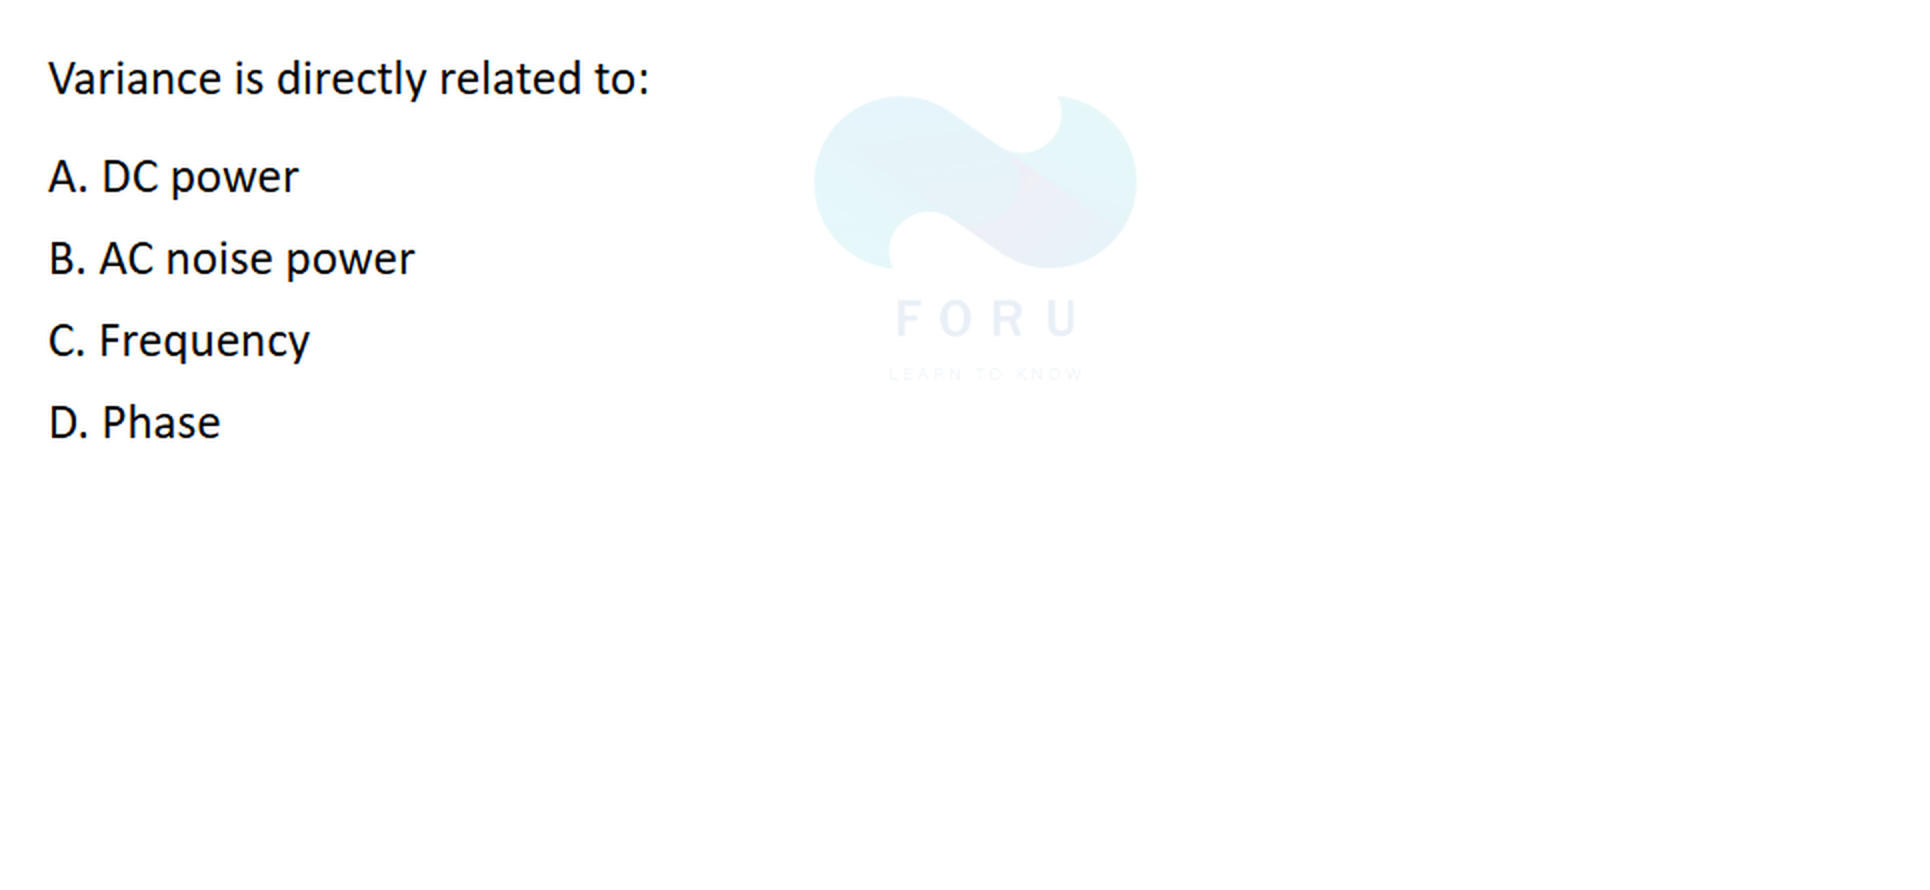 Variance is directly related to:
A. DC power
B. AC noise power
C. Frequency
D. Phase
FORU
LEARN TO KNOW